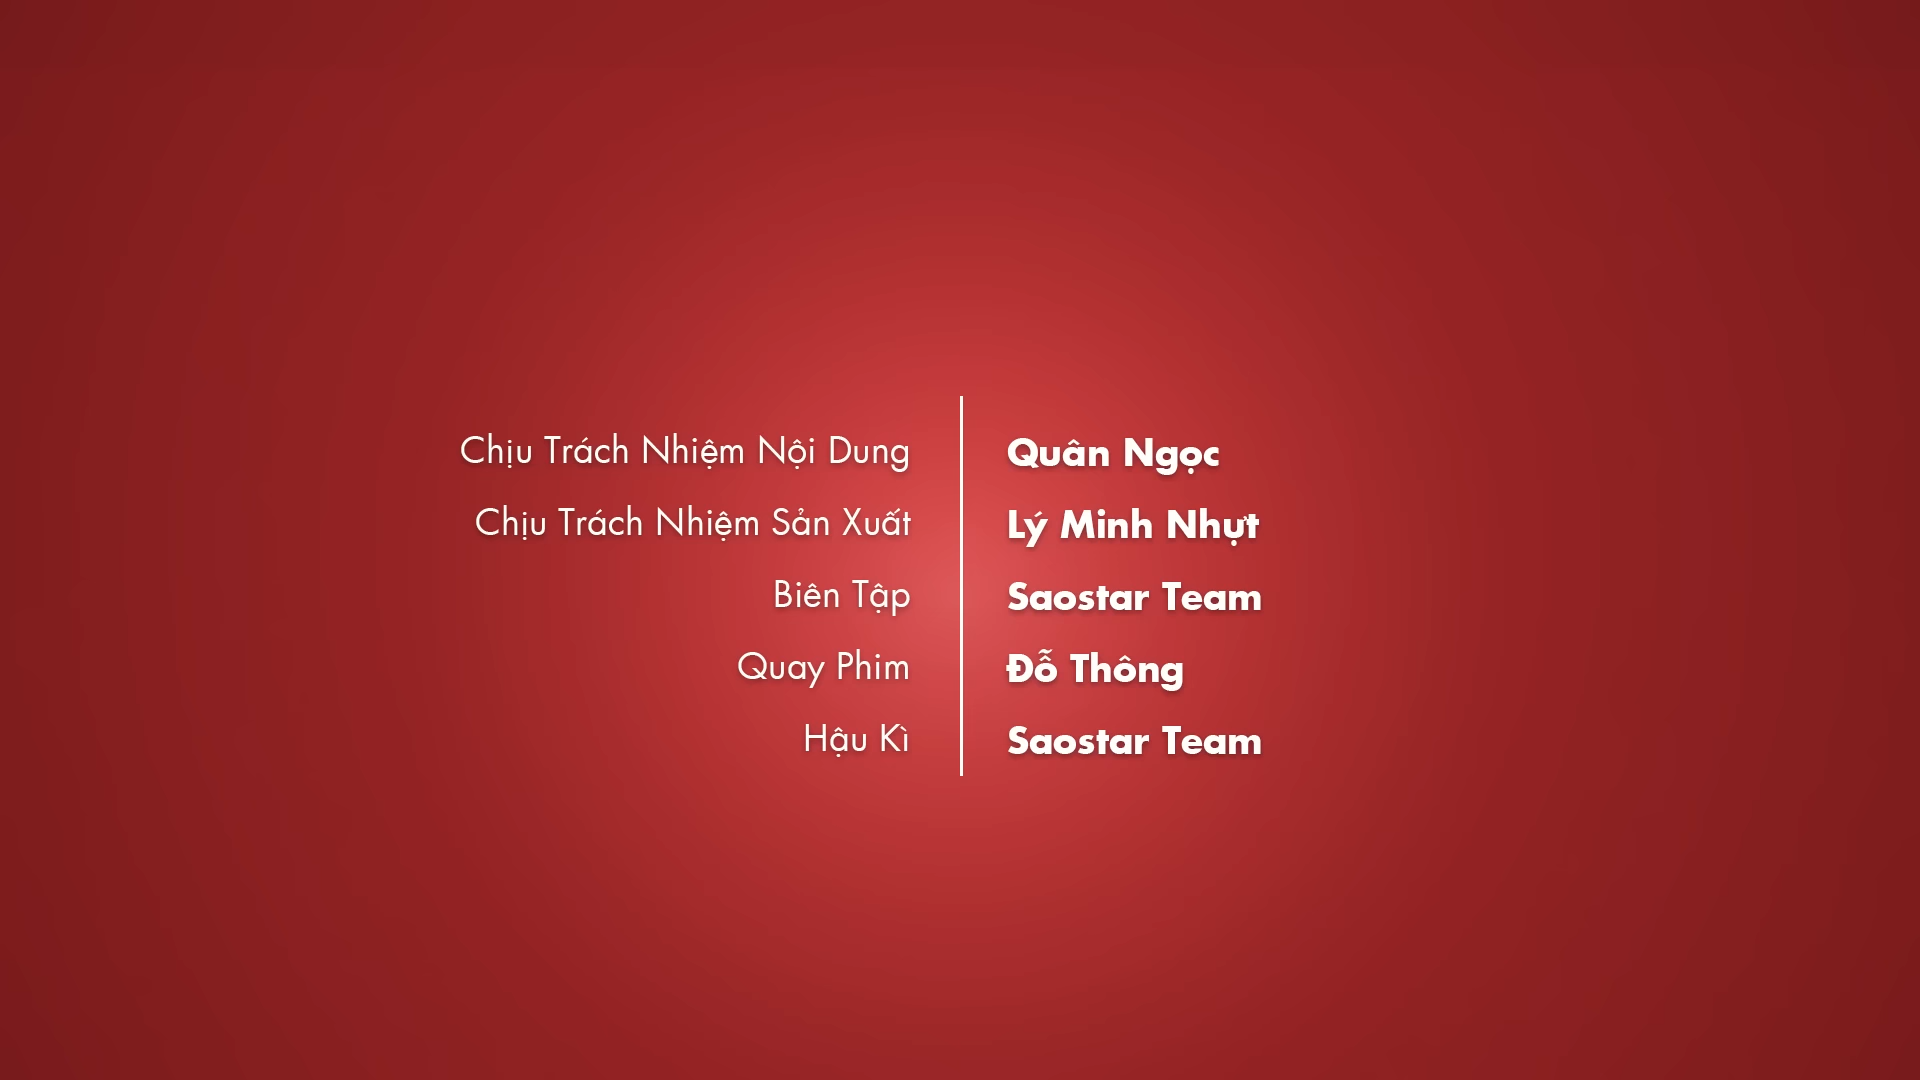 Chịu Trách Nhiệm Nội Dung Quân Ngọc
Chịu Trách Nhiệm Sản Xuất Lý Minh Nhựt
Biên Tập Saostar Team
Quay Phim Đỗ Thông
Hậu Kì Saostar Team